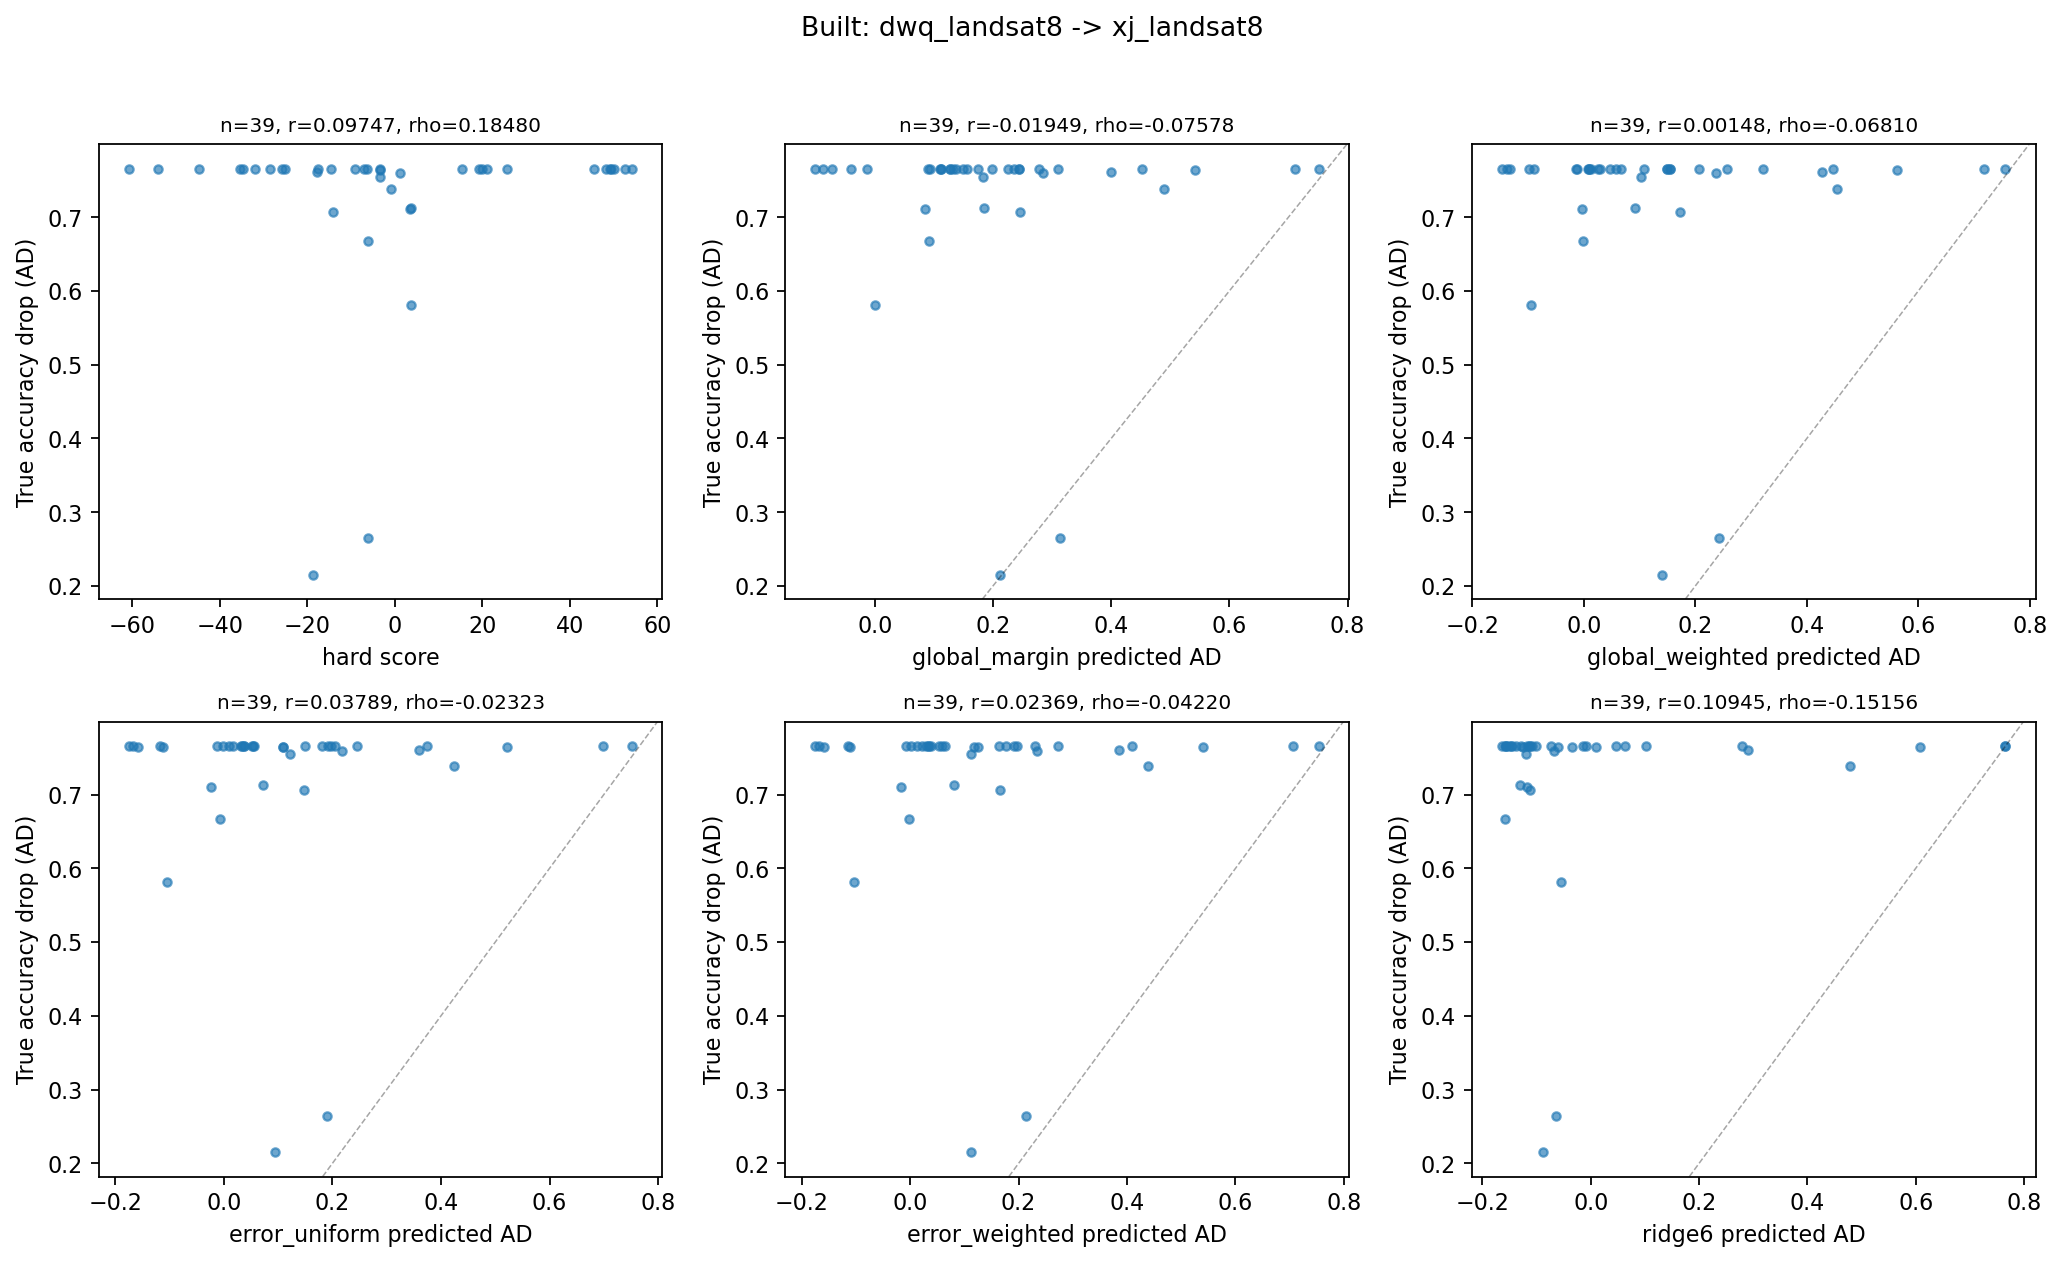 Built: dwq_landsat8 -> xj_landsat8
n=39, r=0.09747, rho=0.18480
True accuracy drop (AD)
0.7
0.6
0.5
0.4
0.3
0.2
−60 −40 −20 0 20 40 60
hard score
n=39, r=-0.01949, rho=-0.07578
True accuracy drop (AD)
0.7
0.6
0.5
0.4
0.3
0.2
0.0 0.2 0.4 0.6 0.8
global_margin predicted AD
n=39, r=0.00148, rho=-0.06810
True accuracy drop (AD)
0.7
0.6
0.5
0.4
0.3
0.2
−0.2 0.0 0.2 0.4 0.6 0.8
global_weighted predicted AD
n=39, r=0.03789, rho=-0.02323
True accuracy drop (AD)
0.7
0.6
0.5
0.4
0.3
0.2
−0.2 0.0 0.2 0.4 0.6 0.8
error_uniform predicted AD
n=39, r=0.02369, rho=-0.04220
True accuracy drop (AD)
0.7
0.6
0.5
0.4
0.3
0.2
−0.2 0.0 0.2 0.4 0.6 0.8
error_weighted predicted AD
n=39, r=0.10945, rho=-0.15156
True accuracy drop (AD)
0.7
0.6
0.5
0.4
0.3
0.2
−0.2 0.0 0.2 0.4 0.6 0.8
ridge6 predicted AD